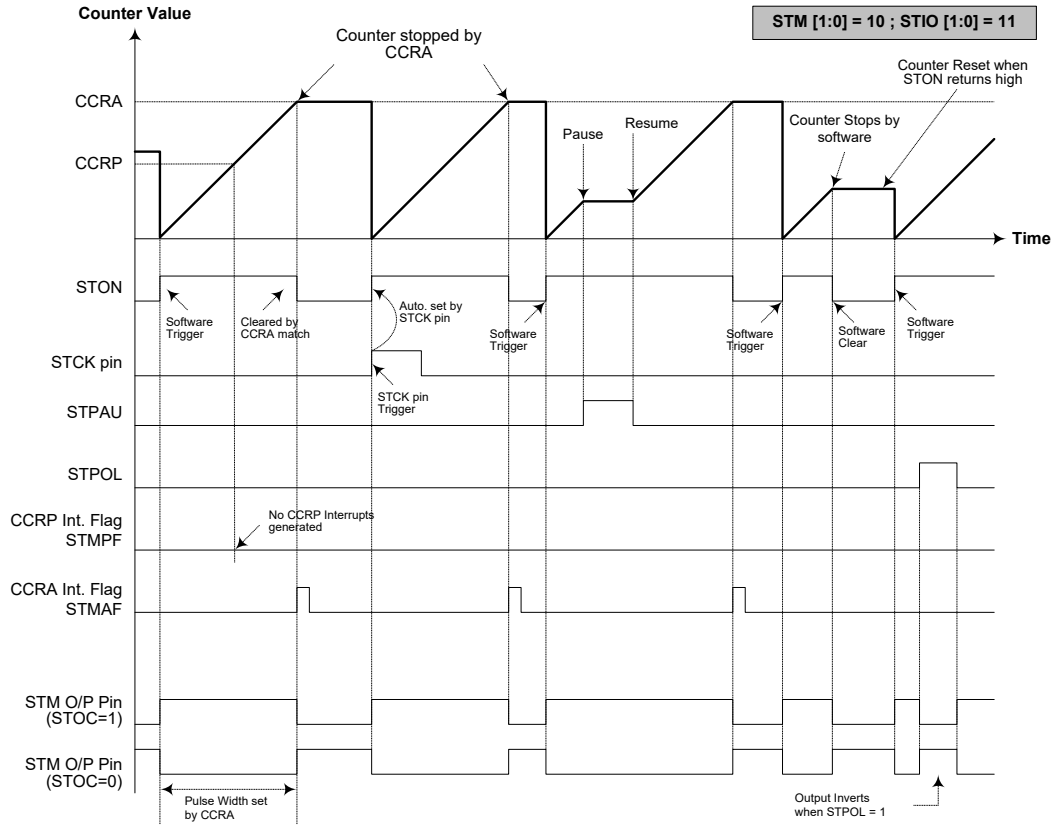 Counter Value
STM [1:0] = 10 ; STIO [1:0] = 11
Counter stopped by
CCRA
Counter Reset when
STON returns high
CCRA
Pause
Resume
Counter Stops by
software
CCRP
Time
STON
Software
Trigger
Cleared by
CCRA match
Auto. set by
STCK pin
Software
Trigger
Software
Trigger
Software
Clear
Software
Trigger
STCK pin
STCK pin
Trigger
STPAU
STPOL
CCRP Int. Flag
STMPF
No CCRP Interrupts
generated
CCRA Int. Flag
STMAF
STM O/P Pin
(STOC=1)
STM O/P Pin
(STOC=0)
Pulse Width set
by CCRA
Output Inverts
when STPOL = 1